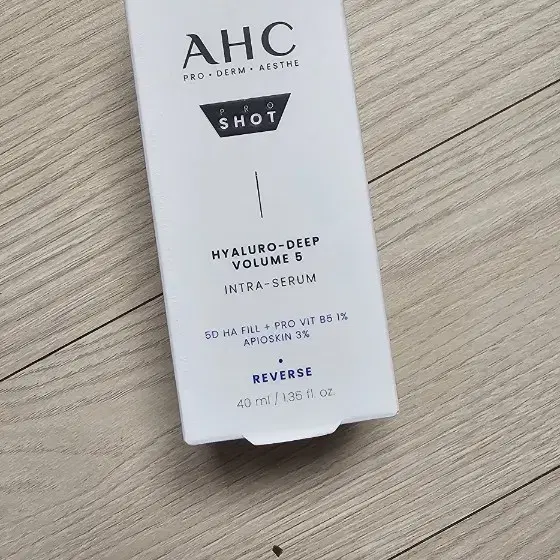 AHC
PRO • DERM • AESTHE
PRO
SHOT
HYALURO-DEEP
VOLUME 5
INTRA-SERUM
5D HA FILL + PRO VIT B5 1%
APIOSKIN 3%
REVERSE
40 ml / 1.35 fl. oz.